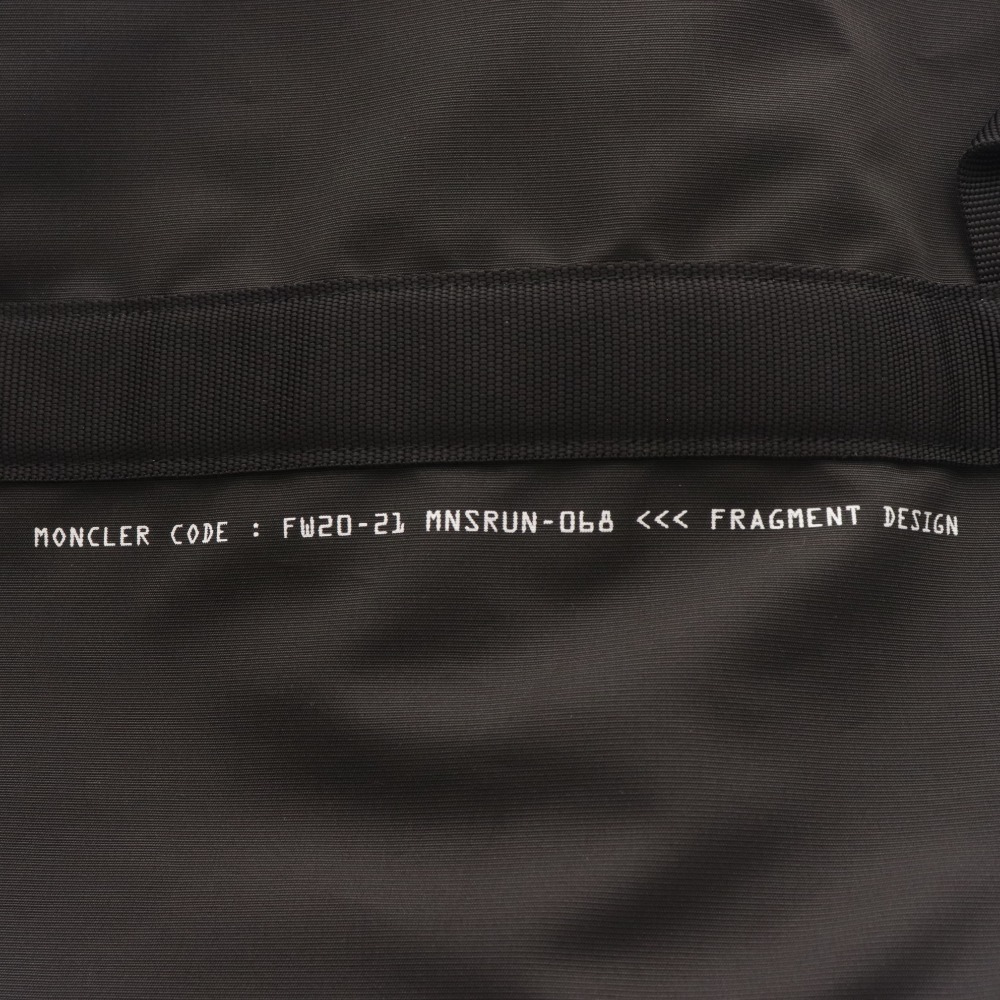 MONCLER CODE : FW20-21 MNSRUN-068 <<< FRAGMENT DESIGN